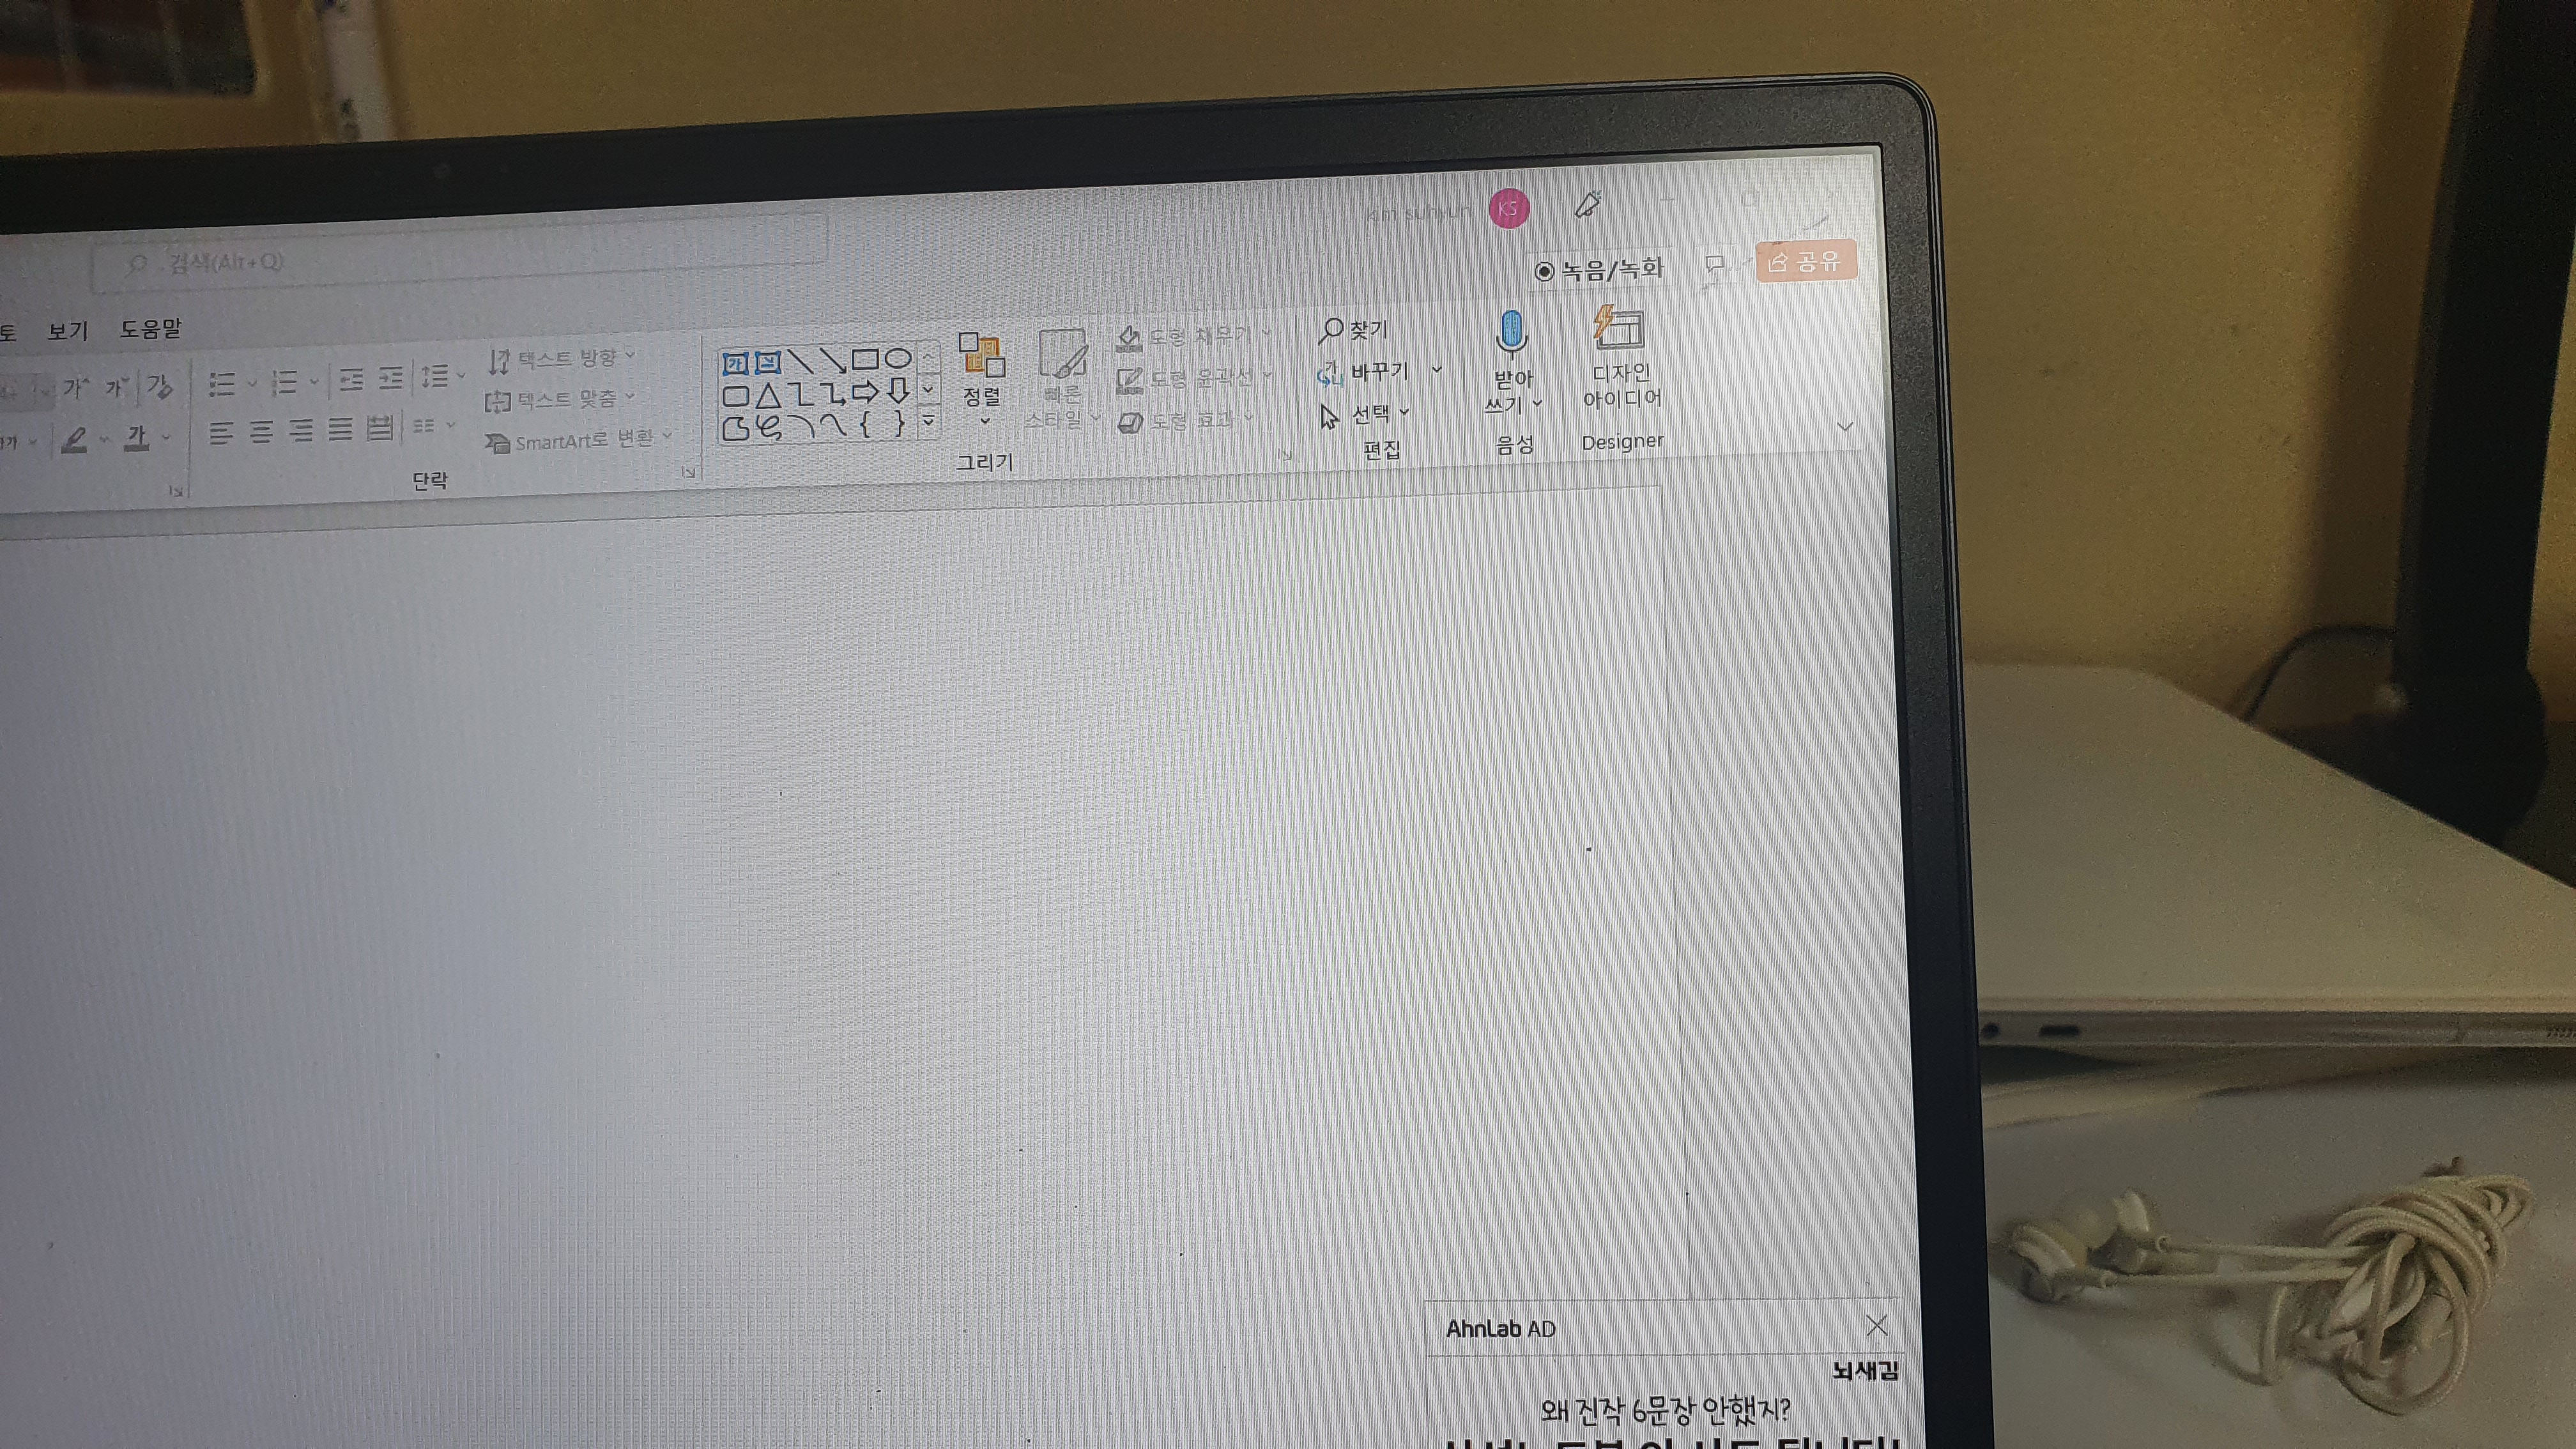 kim suhyun KS
검색(Alt+Q)
녹음/녹화 공유
토 보기 도움말
텍스트 방향
텍스트 맞춤
SmartArt로 변환
단락
정렬
빠른
스타일
도형 채우기
도형 윤곽선
도형 효과
그리기
찾기
바꾸기
선택
편집
받아
쓰기
음성
디자인
아이디어
Designer
가 가 가
가
가 가
AhnLab AD
뇌새김
왜 진작 6문장 안했지?